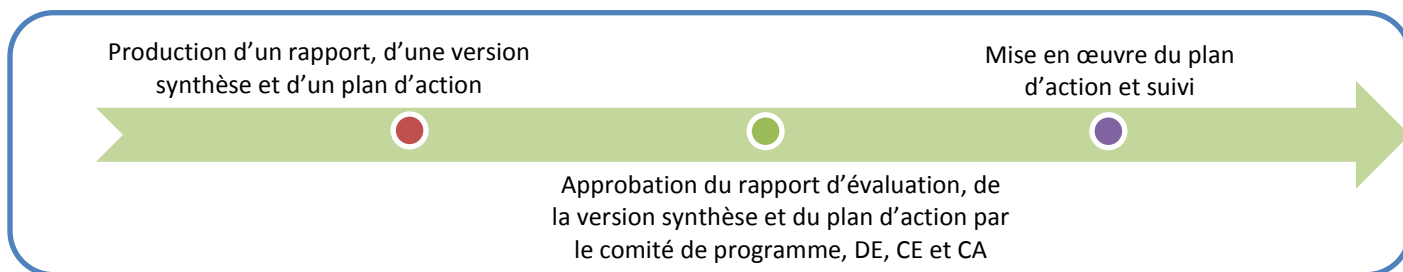 Production d’un rapport, d’une version
synthèse et d’un plan d’action
Approbation du rapport d’évaluation, de
la version synthèse et du plan d’action par
le comité de programme, DE, CE et CA
Mise en œuvre du plan
d’action et suivi